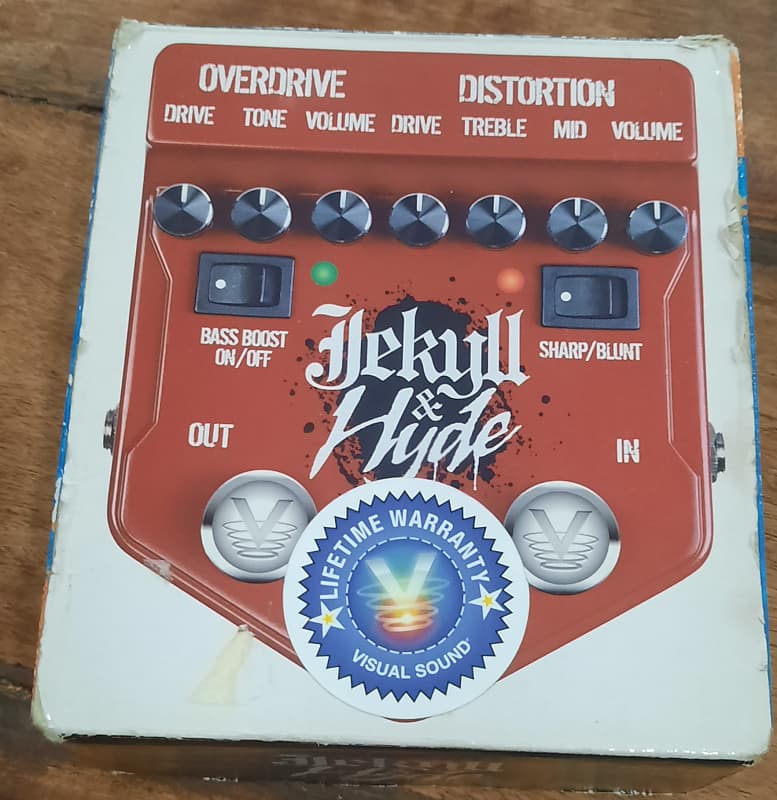 OVERDRIVE
DISTORTION
DRIVE TONE VOLUME DRIVE TREBLE MID VOLUME
BASS BOOST
ON/OFF
SHARP/BLUNT
Jekyll
&
Hyde
OUT
IN
V
V
LIFETIME WARRANTY
V
VISUAL SOUND
Jekyll